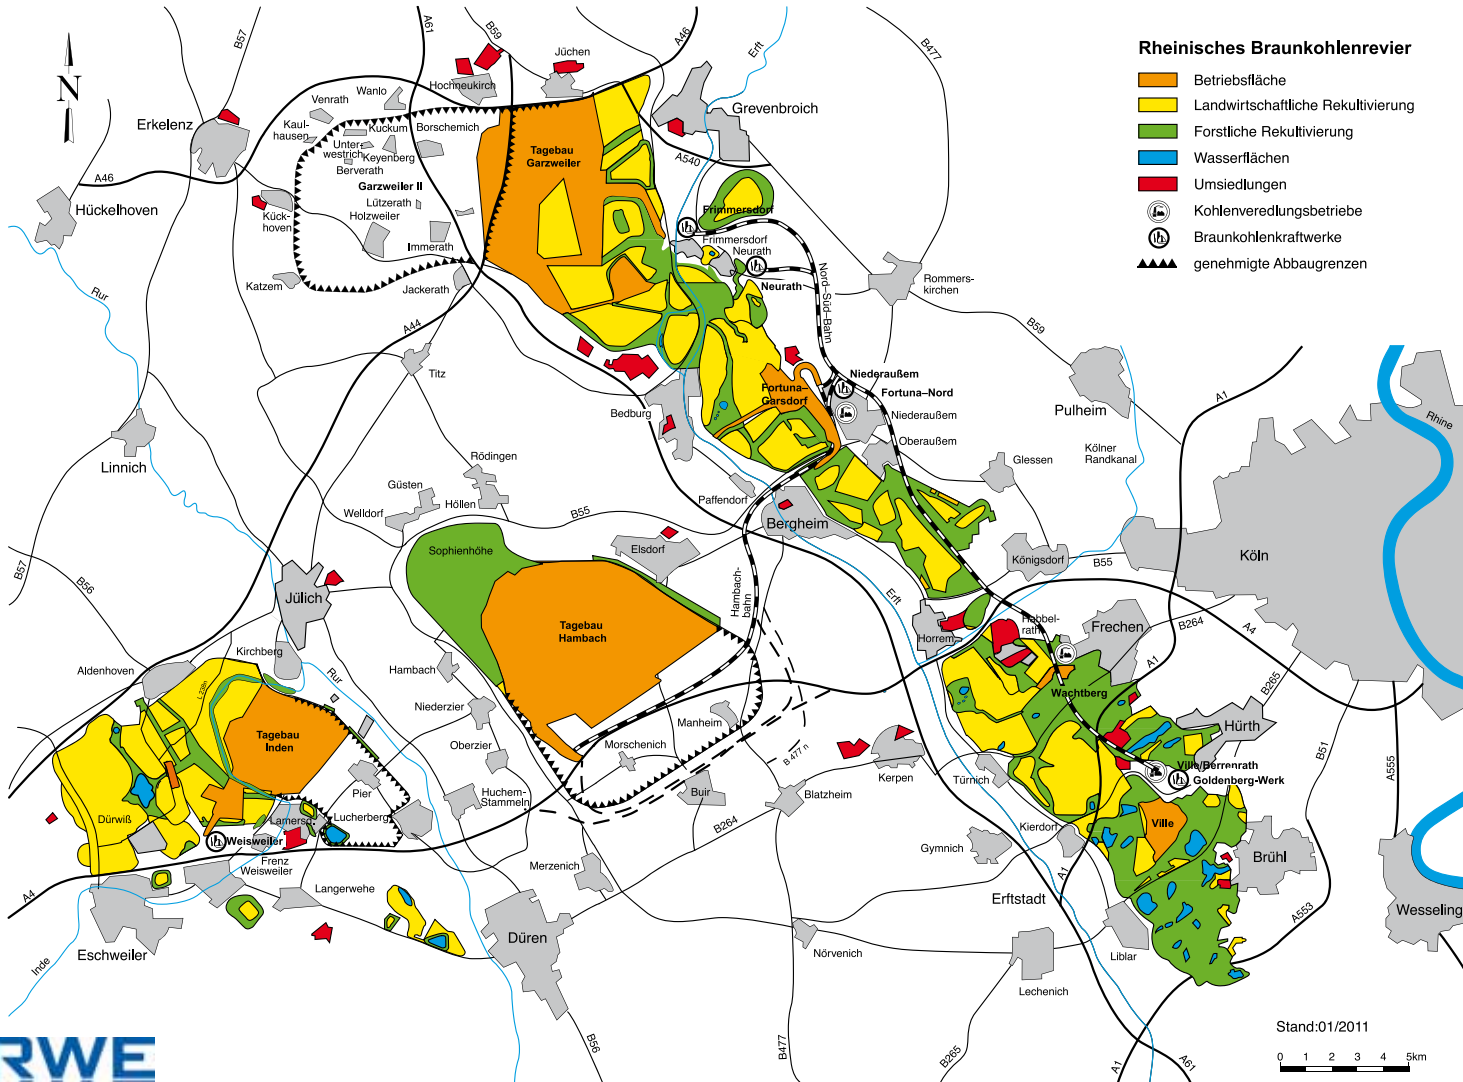 Rheinisches Braunkohlenrevier
Betriebsfläche
Landwirtschaftliche Rekultivierung
Forstliche Rekultivierung
Wasserflächen
Umsiedlungen
Kohlenveredlungsbetriebe
Braunkohlenkraftwerke
genehmigte Abbaugrenzen
N
B57
A61
B59
A46
Erft
B477
Jüchen
Hochneukirch
Wanlo
Venrath
Grevenbroich
Erkelenz
Kaul-
hausen
Kuckum
Borschemich
Unter-
westrich
Keyenberg
Berverath
Tagebau
Garzweiler
A540
A46
Garzweiler II
Hückelhoven
Lützerath
Holzweiler
Kück-
hoven
Immerath
Frimmersdorf
Frimmersdorf
Neurath
Neurath
Katzem
Jackerath
Rommers-
kirchen
Nord–Süd–Bahn
Rur
A44
B59
Titz
Niederaußem
Fortuna–
Garsdorf
Fortuna–Nord
Niederaußem
Oberaußem
Bedburg
Pulheim
A1
Rhine
Kölner
Randkanal
Glessen
Linnich
Rödingen
Güsten
Höllen
Welldorf
Paffendorf
B55
Bergheim
Sophienhöhe
Elsdorf
Königsdorf
B55
Köln
B57
B56
Jülich
Hambach-
bahn
Erft
Tagebau
Hambach
Horrem
Habbel-
rath
Frechen
B264
A4
Kirchberg
Aldenhoven
L 238n
Rur
Hambach
A1
B265
Wachtberg
Niederzier
Manheim
Hürth
Tagebau
Inden
Oberzier
Morschenich
B 477 n
Kerpen
Türnich
Ville/Berrenrath
Goldenberg-Werk
B51
A555
Pier
Huchem-
Stammeln
Buir
Blatzheim
Dürwiß
Lamersd.
Lucherberg
B264
Kierdorf
Ville
Weisweiler
Gymnich
Brühl
Frenz
Weisweiler
Merzenich
A4
Langerwehe
A1
Erftstadt
Wesseling
A553
Düren
Eschweiler
Nörvenich
Liblar
Inde
Lechenich
B56
B477
B265
A1
A61
Stand:01/2011
0 1 2 3 4 5km
RWE